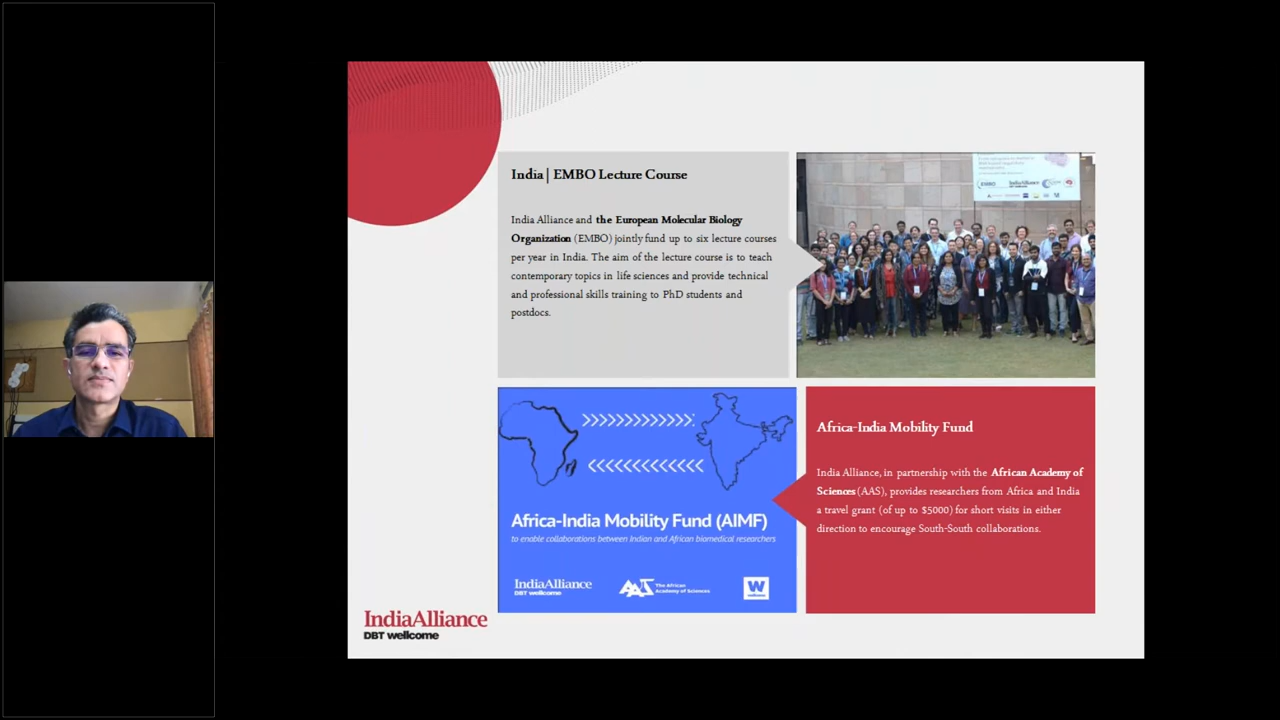 India | EMBO Lecture Course
India Alliance and the European Molecular Biology
Organization (EMBO) jointly fund up to six lecture courses
per year in India. The aim of the lecture course is to teach
contemporary topics in life sciences and provide technical
and professional skills training to PhD students and
postdocs.
EMBO
IndiaAlliance
Africa-India Mobility Fund (AIMF)
to enable collaborations between Indian and African biomedical researchers
IndiaAlliance
DBT wellcome
AAS
The African
Academy of Sciences
W
wellcome
Africa-India Mobility Fund
India Alliance, in partnership with the African Academy of
Sciences (AAS), provides researchers from Africa and India
a travel grant (of up to $5000) for short visits in either
direction to encourage South-South collaborations.
IndiaAlliance
DBT wellcome